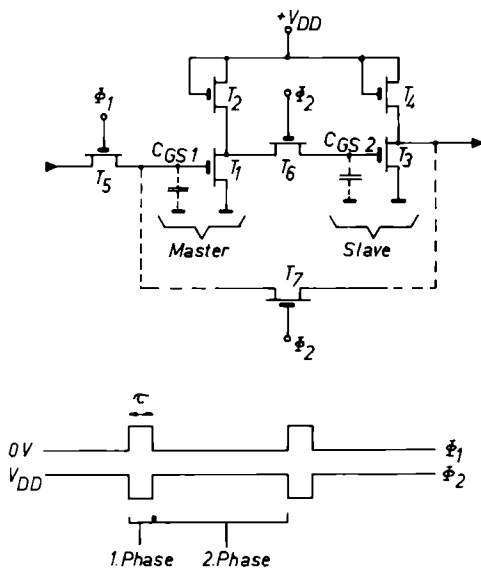 +V_DD
Φ₁
T₂
Φ₂
T₄
C_GS1
C_GS2
T₅
T₁
T₆
T₃
Master
Slave
T₇
Φ₂
τ
0V
Φ₁
V_DD
Φ₂
1.Phase
2.Phase